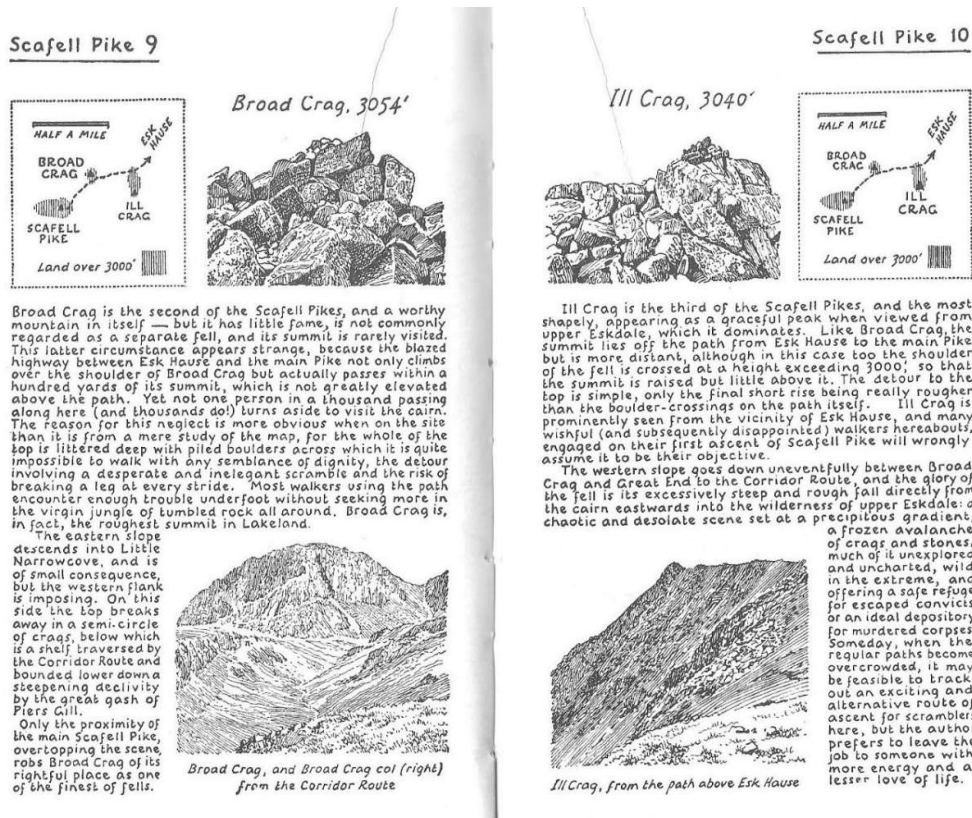 Scafell Pike 9
HALF A MILE
ESK
HAUSE
BROAD
CRAG
ILL
CRAG
SCAFELL
PIKE
Land over 3000'
Broad Crag, 3054'
Broad Crag is the second of the Scafell Pikes, and a worthy
mountain in itself — but it has little fame, is not commonly
regarded as a separate fell, and its summit is rarely visited.
This latter circumstance appears strange, because the blazed
highway between Esk Hause and the main Pike not only climbs
over the shoulder of Broad Crag but actually passes within a
hundred yards of its summit, which is not greatly elevated
above the path. Yet not one person in a thousand passing
along here (and thousands do!) turns aside to visit the cairn.
The reason for this neglect is more obvious when on the site
than it is from a mere study of the map, for the whole of the
top is littered deep with piled boulders across which it is quite
impossible to walk with any semblance of dignity, the detour
involving a desperate and inelegant scramble and the risk of
breaking a leg at every stride. Most walkers using the path
encounter enough trouble underfoot without seeking more in
the virgin jungle of tumbled rock all around. Broad Crag is,
in fact, the roughest summit in Lakeland.
The eastern slope
descends into Little
Narrowcove, and is
of small consequence,
but the western flank
is imposing. On this
side the top breaks
away in a semi-circle
of crags, below which
is a shelf traversed by
the Corridor Route and
bounded lower down a
steepening declivity
by the great gash of
Piers Gill.
Only the proximity of
the main Scafell Pike,
overtopping the scene,
robs Broad Crag of its
rightful place as one
of the finest of fells.
Broad Crag, and Broad Crag col (right)
from the Corridor Route
Scafell Pike 10
Ill Crag, 3040'
HALF A MILE
ESK
HAUSE
BROAD
CRAG
ILL
CRAG
SCAFELL
PIKE
Land over 3000'
Ill Crag is the third of the Scafell Pikes, and the most
shapely, appearing as a graceful peak when viewed from
upper Eskdale, which it dominates. Like Broad Crag, the
summit lies off the path from Esk Hause to the main Pike
but is more distant, although in this case too the shoulder
of the fell is crossed at a height exceeding 3000', so that
the summit is raised but little above it. The detour to the
top is simple, only the final short rise being really rougher
than the boulder-crossings on the path itself. Ill Crag is
prominently seen from the vicinity of Esk Hause, and many
wishful (and subsequently disappointed) walkers hereabouts,
engaged on their first ascent of Scafell Pike will wrongly
assume it to be their objective.
The western slope goes down uneventfully between Broad
Crag and Great End to the Corridor Route, and the glory of
the fell is its excessively steep and rough fall directly from
the cairn eastwards into the wilderness of upper Eskdale: a
chaotic and desolate scene set at a precipitous gradient,
a frozen avalanche
of crags and stones,
much of it unexplored
and uncharted, wild
in the extreme, and
offering a safe refuge
for escaped convicts
or an ideal depository
for murdered corpses.
Someday, when the
regular paths become
overcrowded, it may
be feasible to track
out an exciting and
alternative route of
ascent for scramblers
here, but the author
prefers to leave the
job to someone with
more energy and a
lesser love of life.
Ill Crag, from the path above Esk Hause